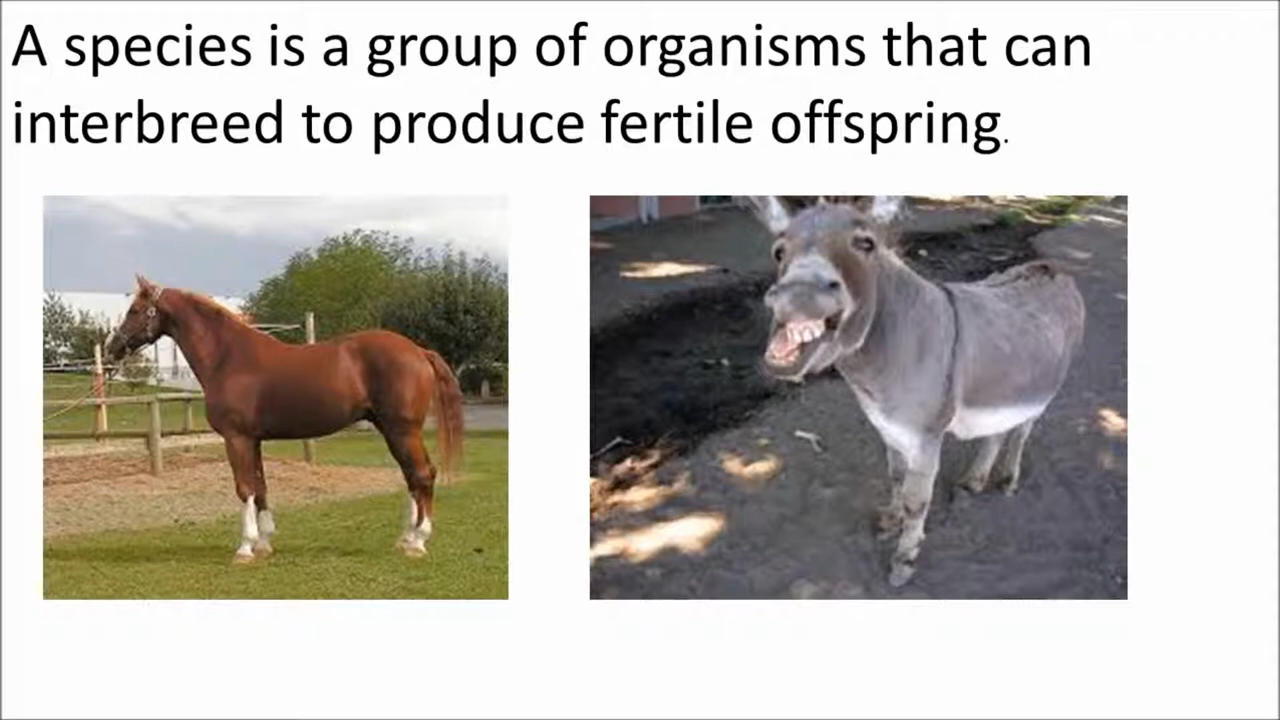 A species is a group of organisms that can
interbreed to produce fertile offspring.